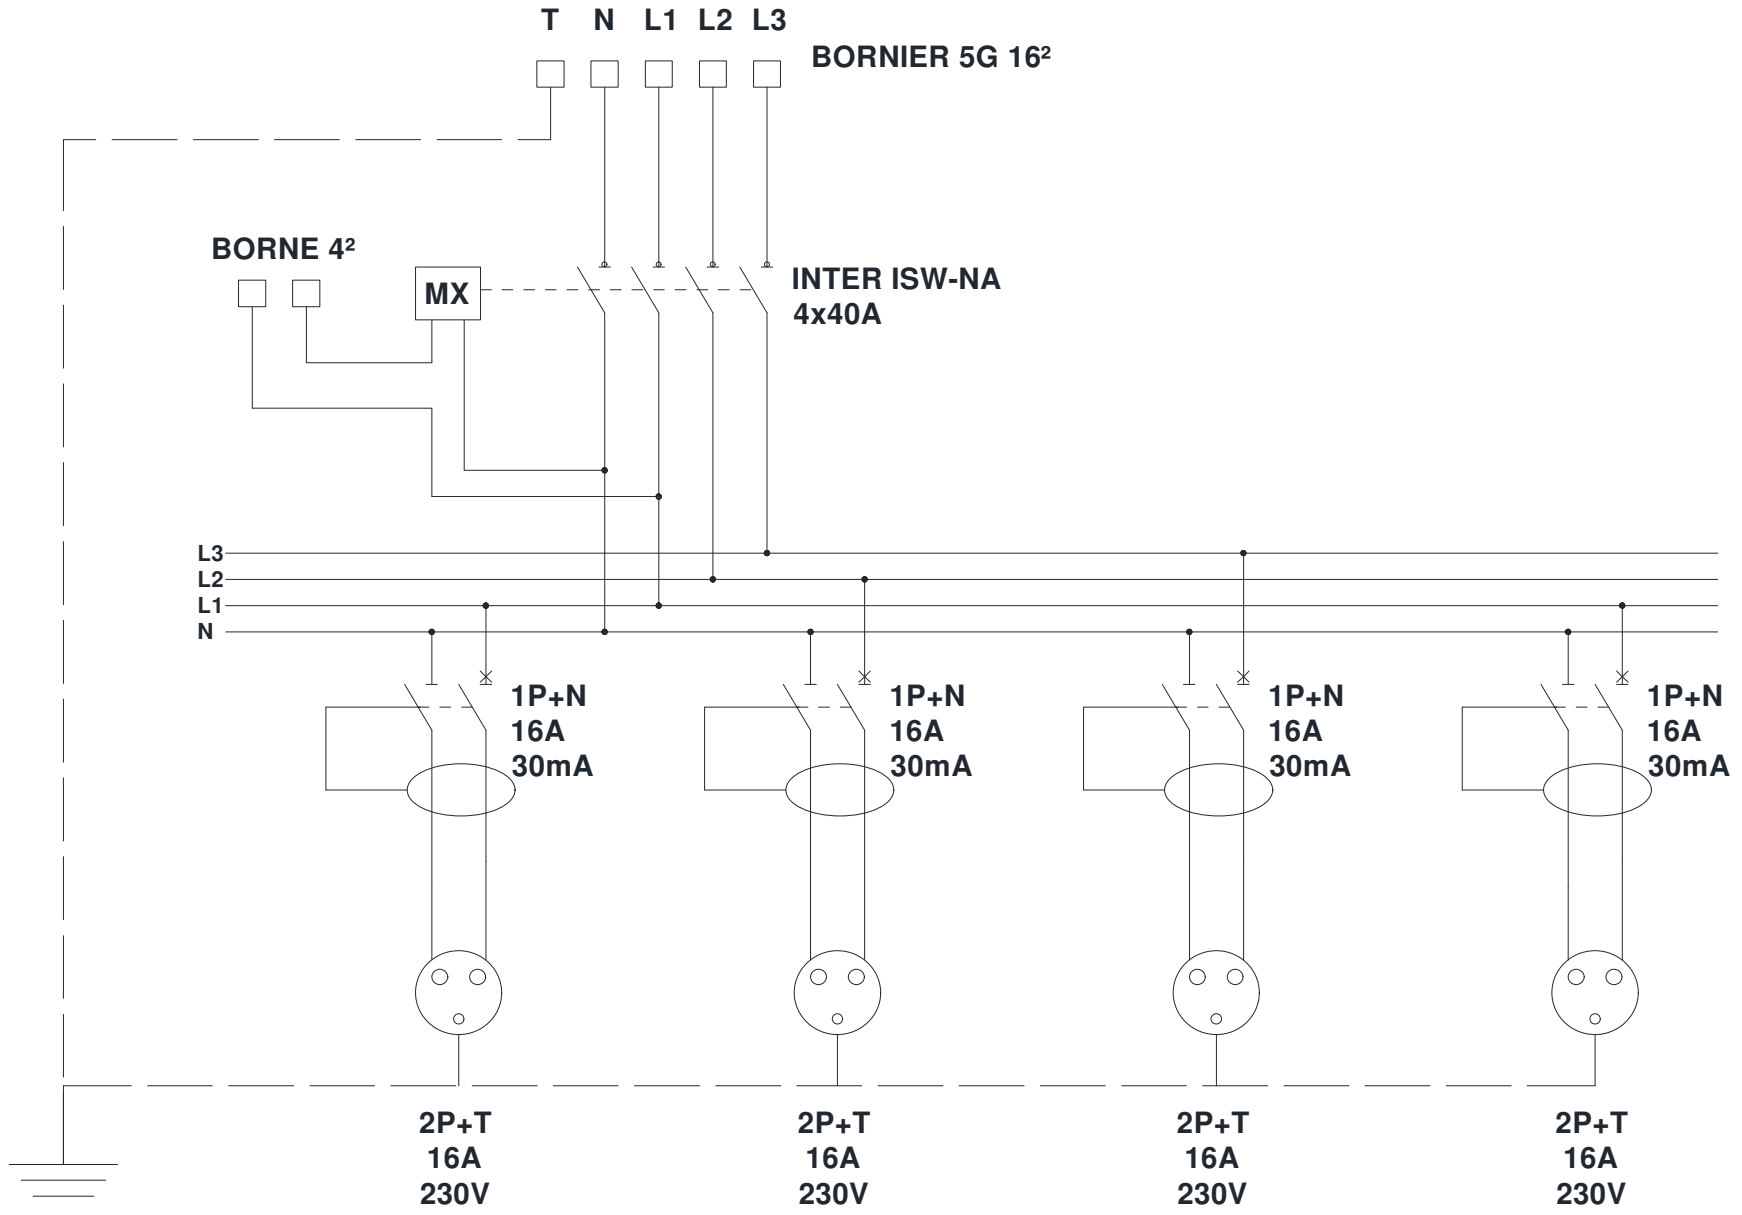 T N L1 L2 L3
BORNIER 5G 16²
BORNE 4²
MX
INTER ISW-NA
4x40A
L3
L2
L1
N
1P+N
16A
30mA
1P+N
16A
30mA
1P+N
16A
30mA
1P+N
16A
30mA
2P+T
16A
230V
2P+T
16A
230V
2P+T
16A
230V
2P+T
16A
230V